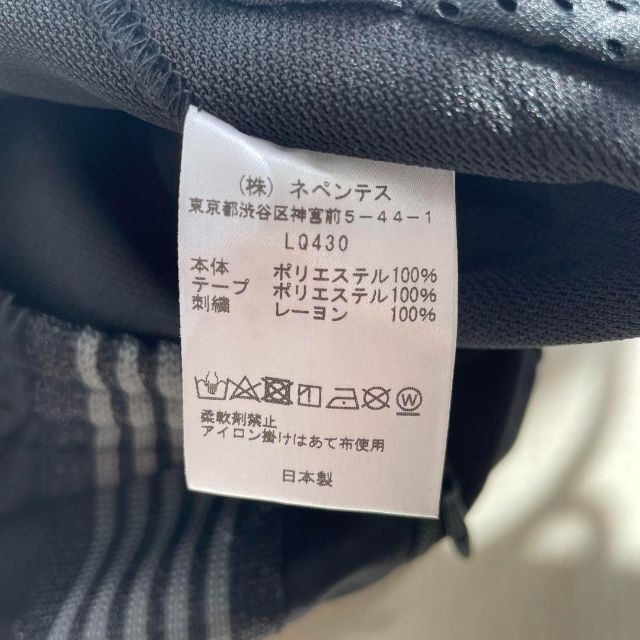 (株) ネペンテス
東京都渋谷区神宮前5-44-1
LQ430
本体 ポリエステル100%
テープ ポリエステル100%
刺繍 レーヨン 100%
W
柔軟剤禁止
アイロン掛けはあて布使用
日本製